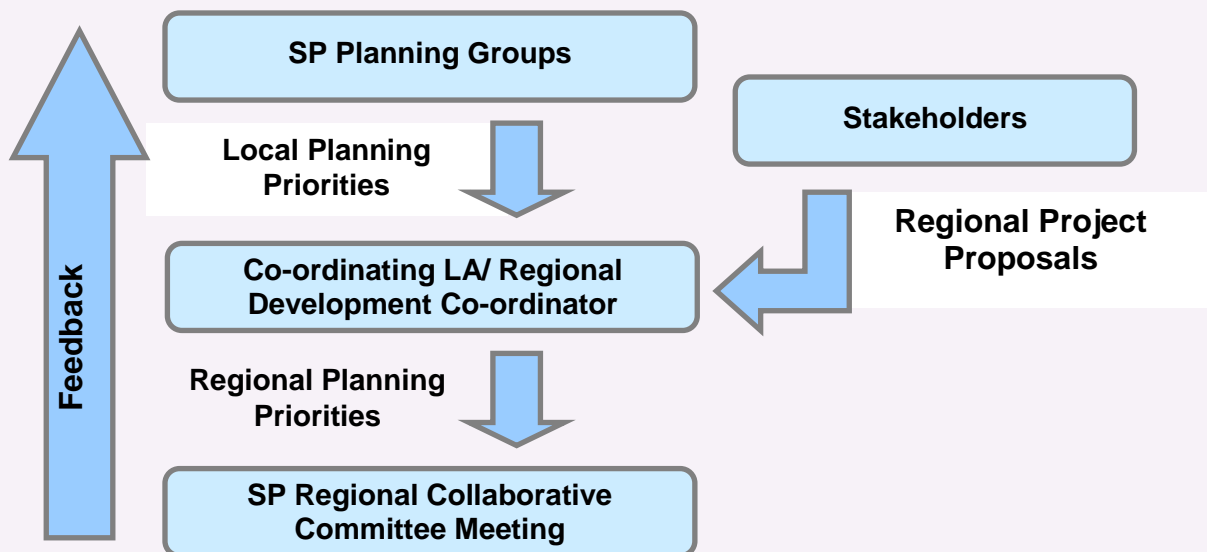 SP Planning Groups
Stakeholders
Local Planning
Priorities
Regional Project
Proposals
Co-ordinating LA/ Regional
Development Co-ordinator
Feedback
Regional Planning
Priorities
SP Regional Collaborative
Committee Meeting